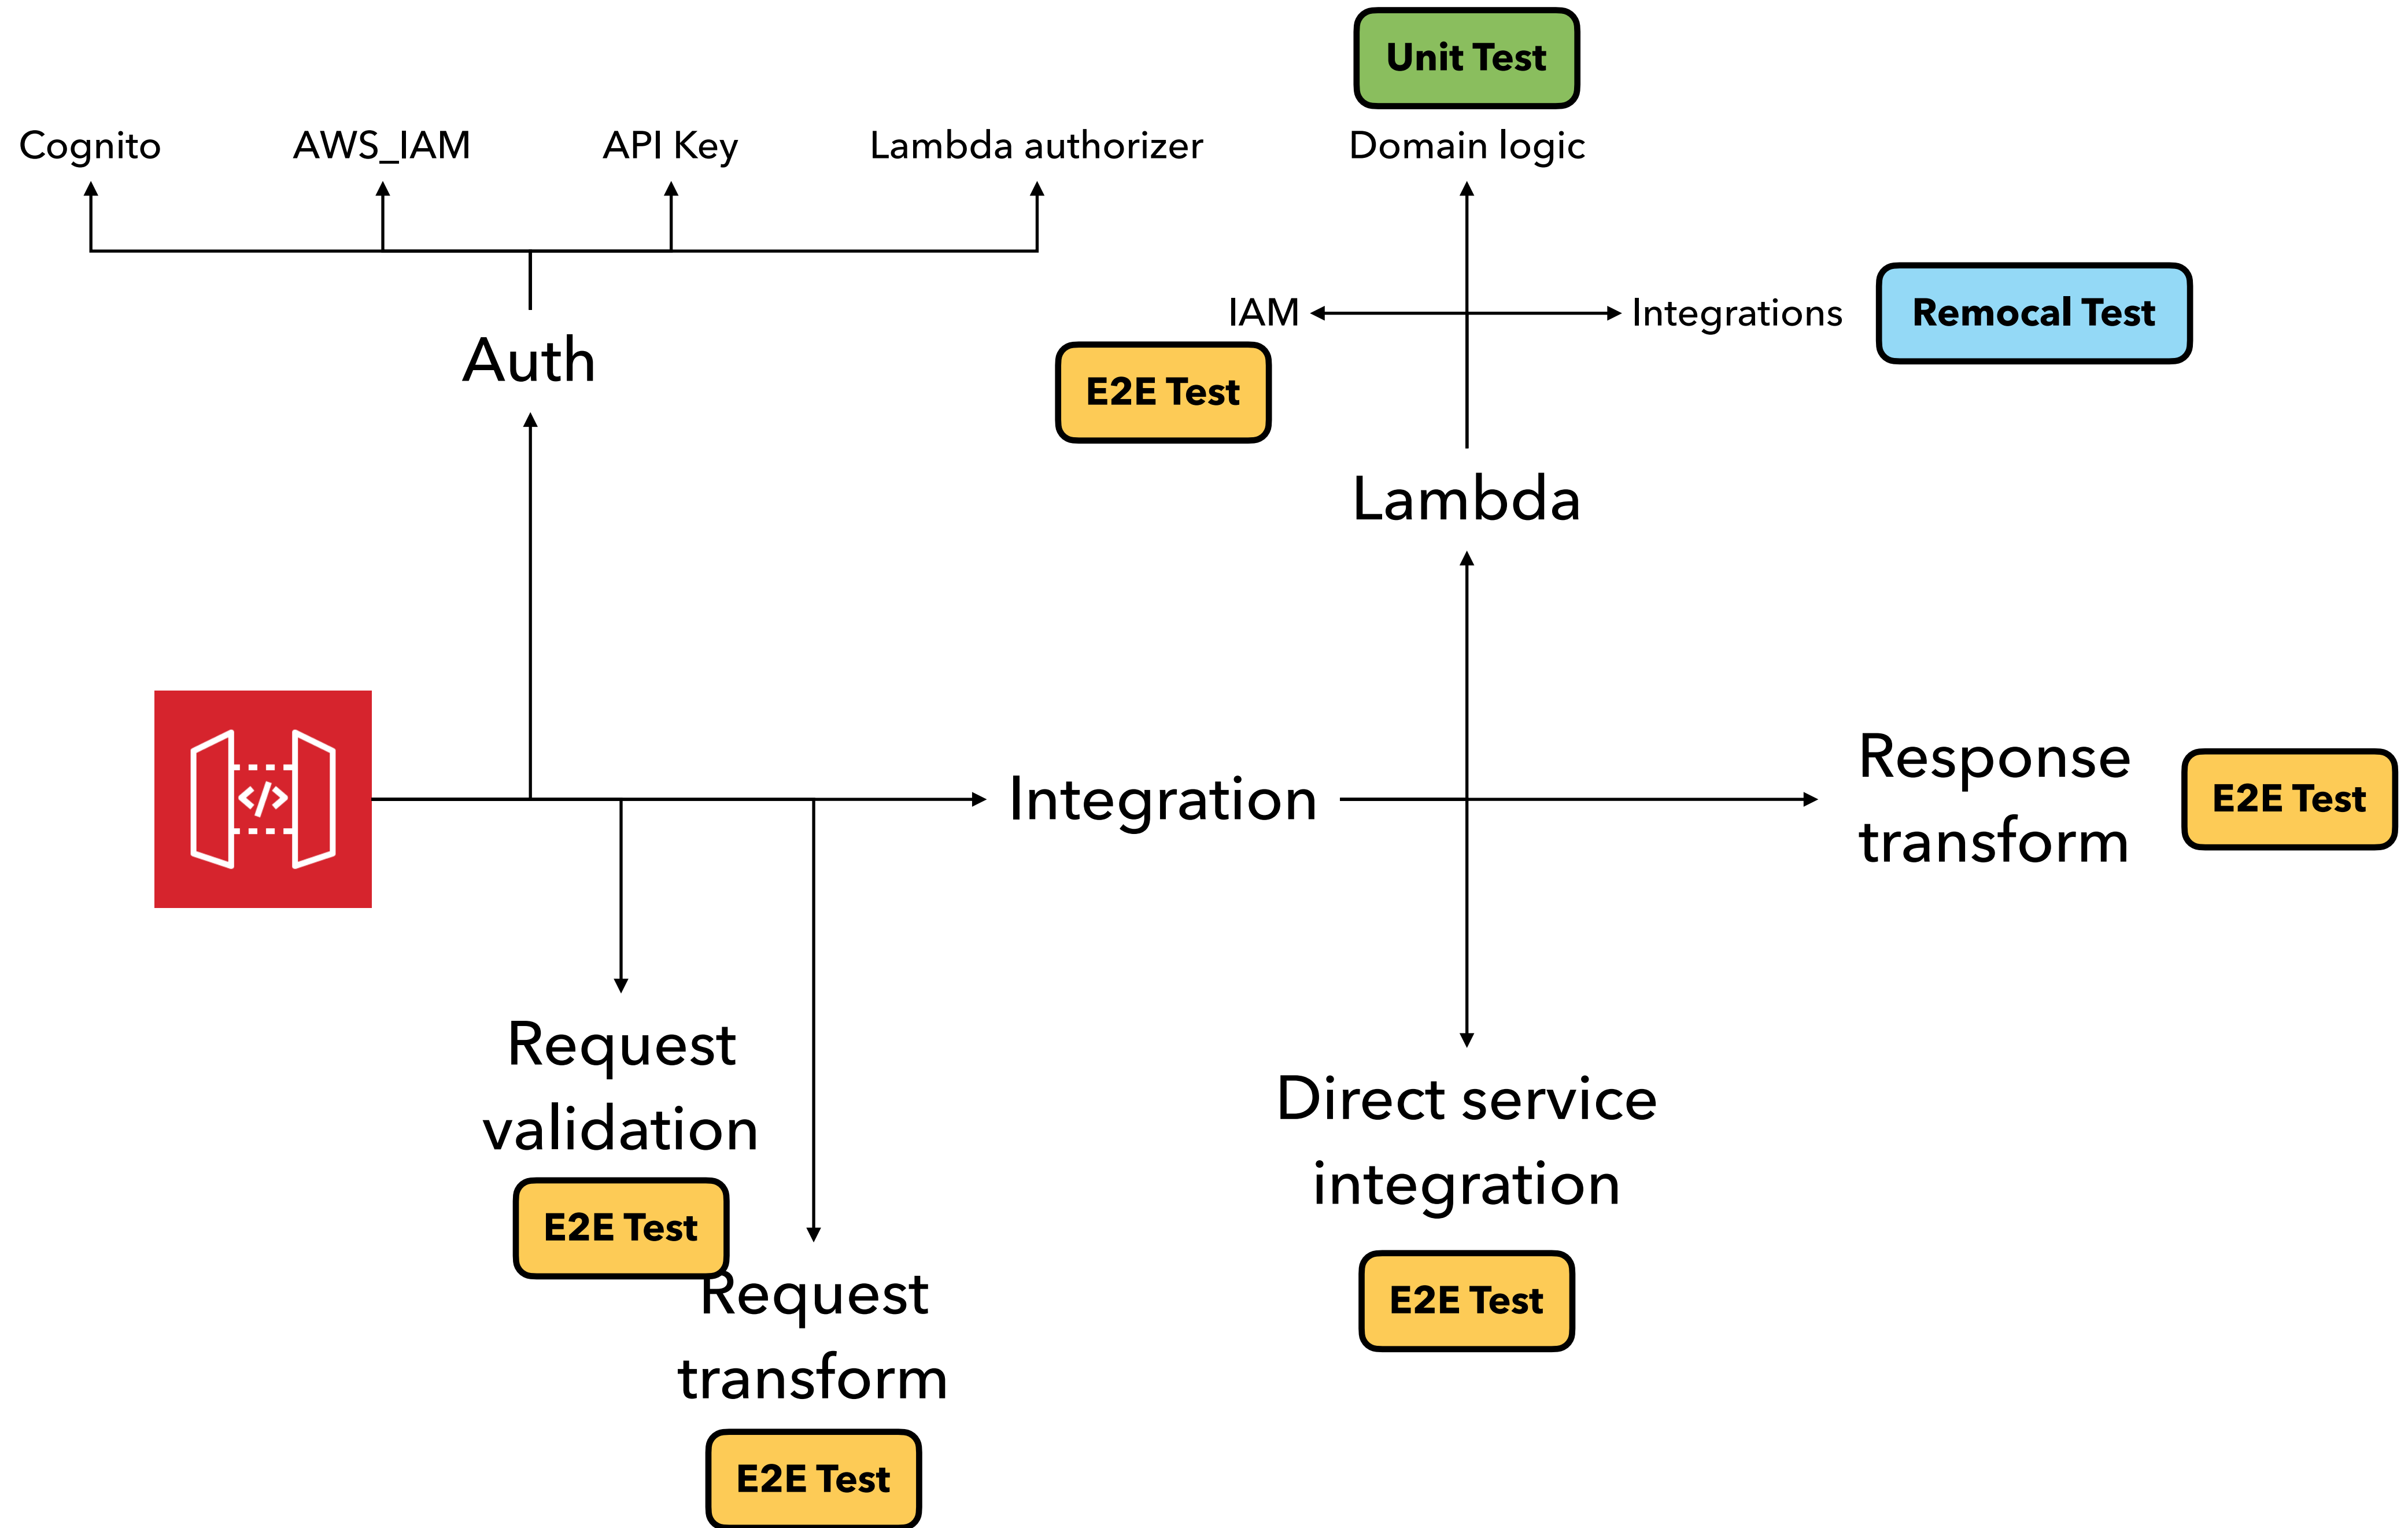 Unit Test
Cognito
AWS_IAM
API Key
Lambda authorizer
Domain logic
IAM
Integrations
Remocal Test
Auth
E2E Test
Lambda
</>
Integration
Response
transform
E2E Test
Request
validation
E2E Test
Direct service
integration
E2E Test
Request
transform
E2E Test